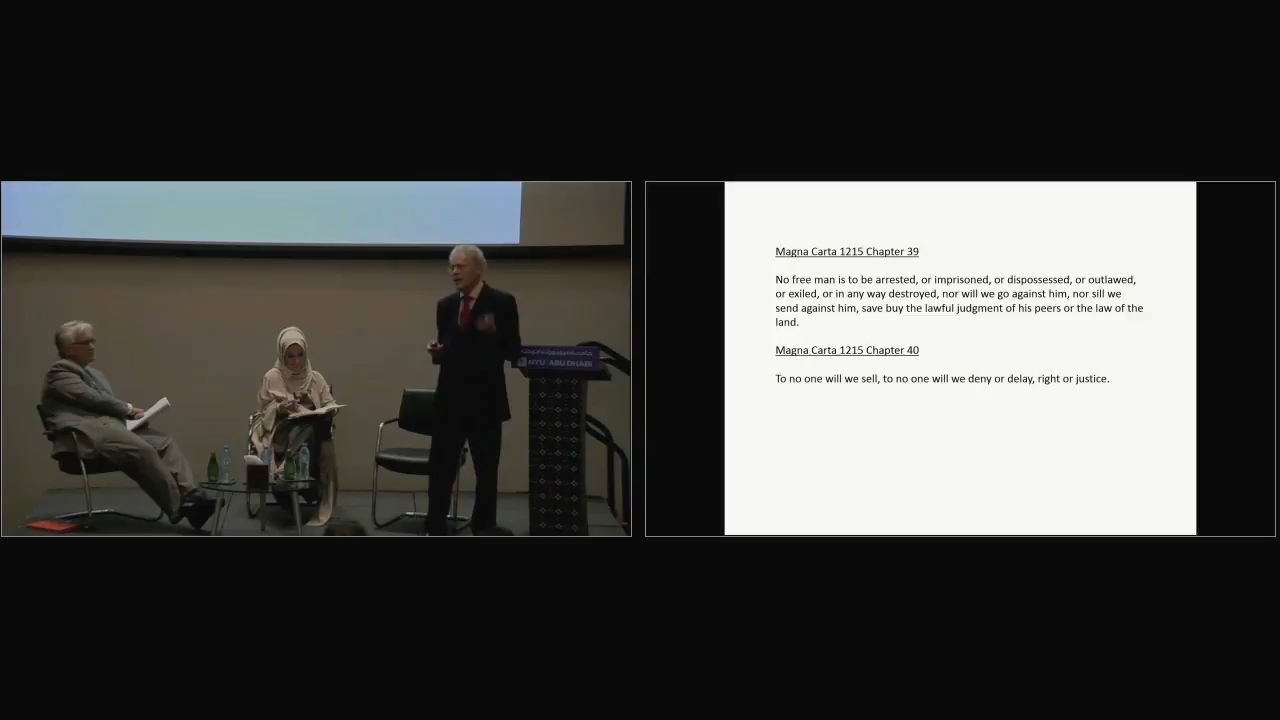 NYU ABU DHABI
Magna Carta 1215 Chapter 39
No free man is to be arrested, or imprisoned, or dispossessed, or outlawed,
or exiled, or in any way destroyed, nor will we go against him, nor sill we
send against him, save buy the lawful judgment of his peers or the law of the
land.
Magna Carta 1215 Chapter 40
To no one will we sell, to no one will we deny or delay, right or justice.